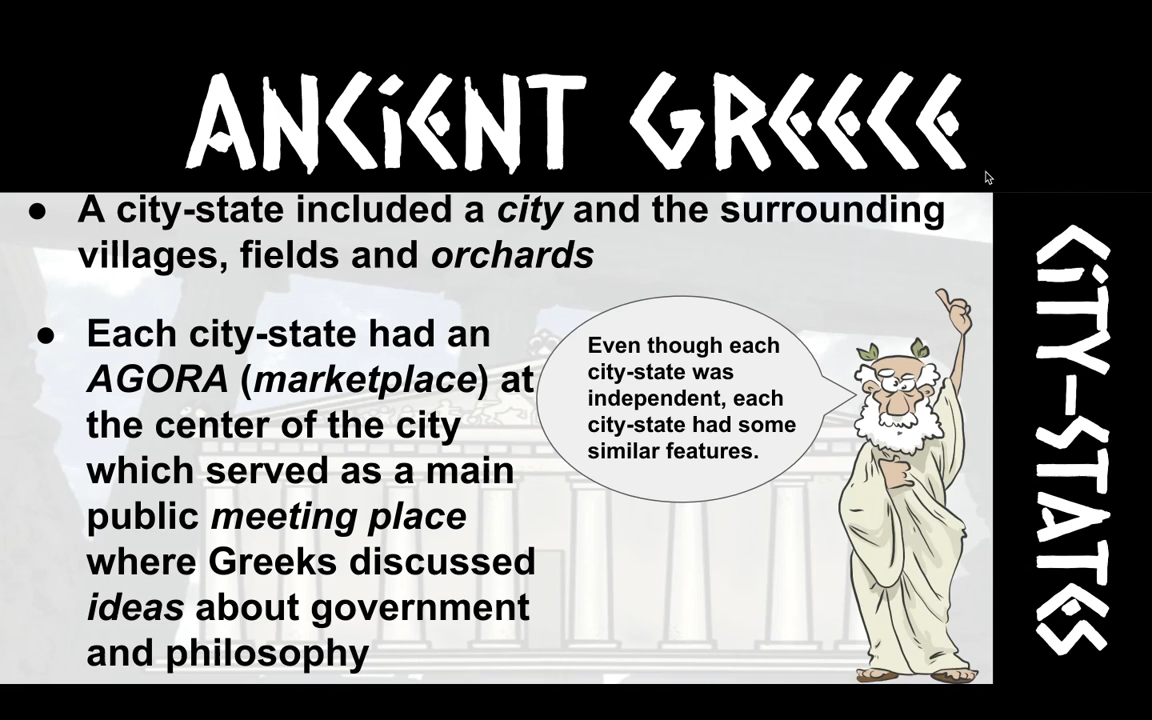 ANCiENT GREECE
● A city-state included a city and the surrounding
villages, fields and orchards
● Each city-state had an
AGORA (marketplace) at
the center of the city
which served as a main
public meeting place
where Greeks discussed
ideas about government
and philosophy
Even though each
city-state was
independent, each
city-state had some
similar features.
CiTY-STATES